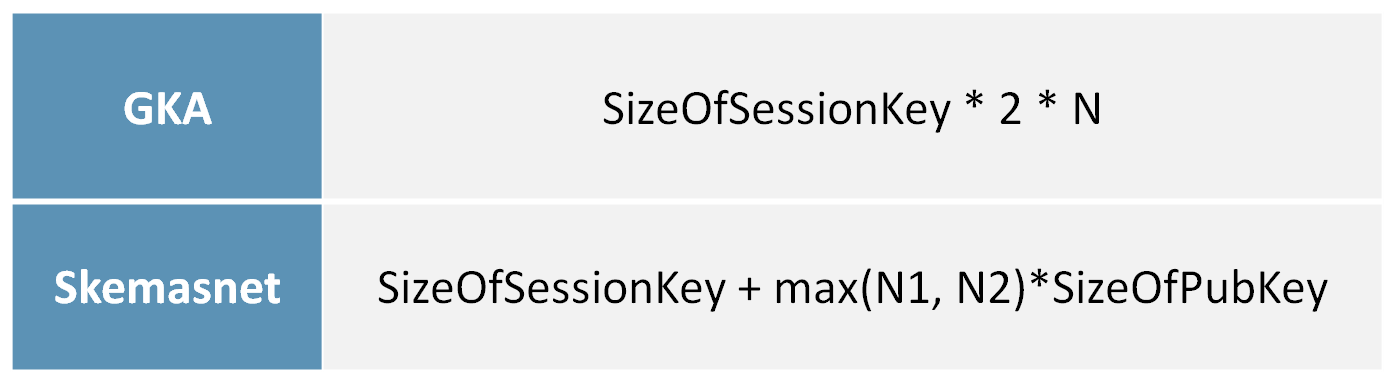 GKA
SizeOfSessionKey * 2 * N
Skemasnet
SizeOfSessionKey + max(N1, N2)*SizeOfPubKey